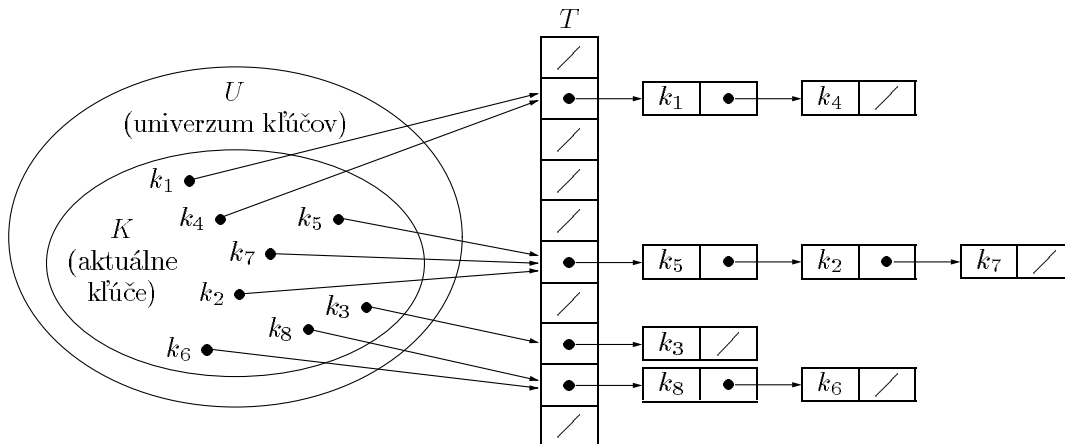 T
U
(univerzum kľúčov)
k₁ k₄
k₁
k₄ k₅
K
(aktuálne
kľúče)
k₇
k₂
k₅ k₂ k₇
k₃
k₈
k₆
k₃
k₈ k₆